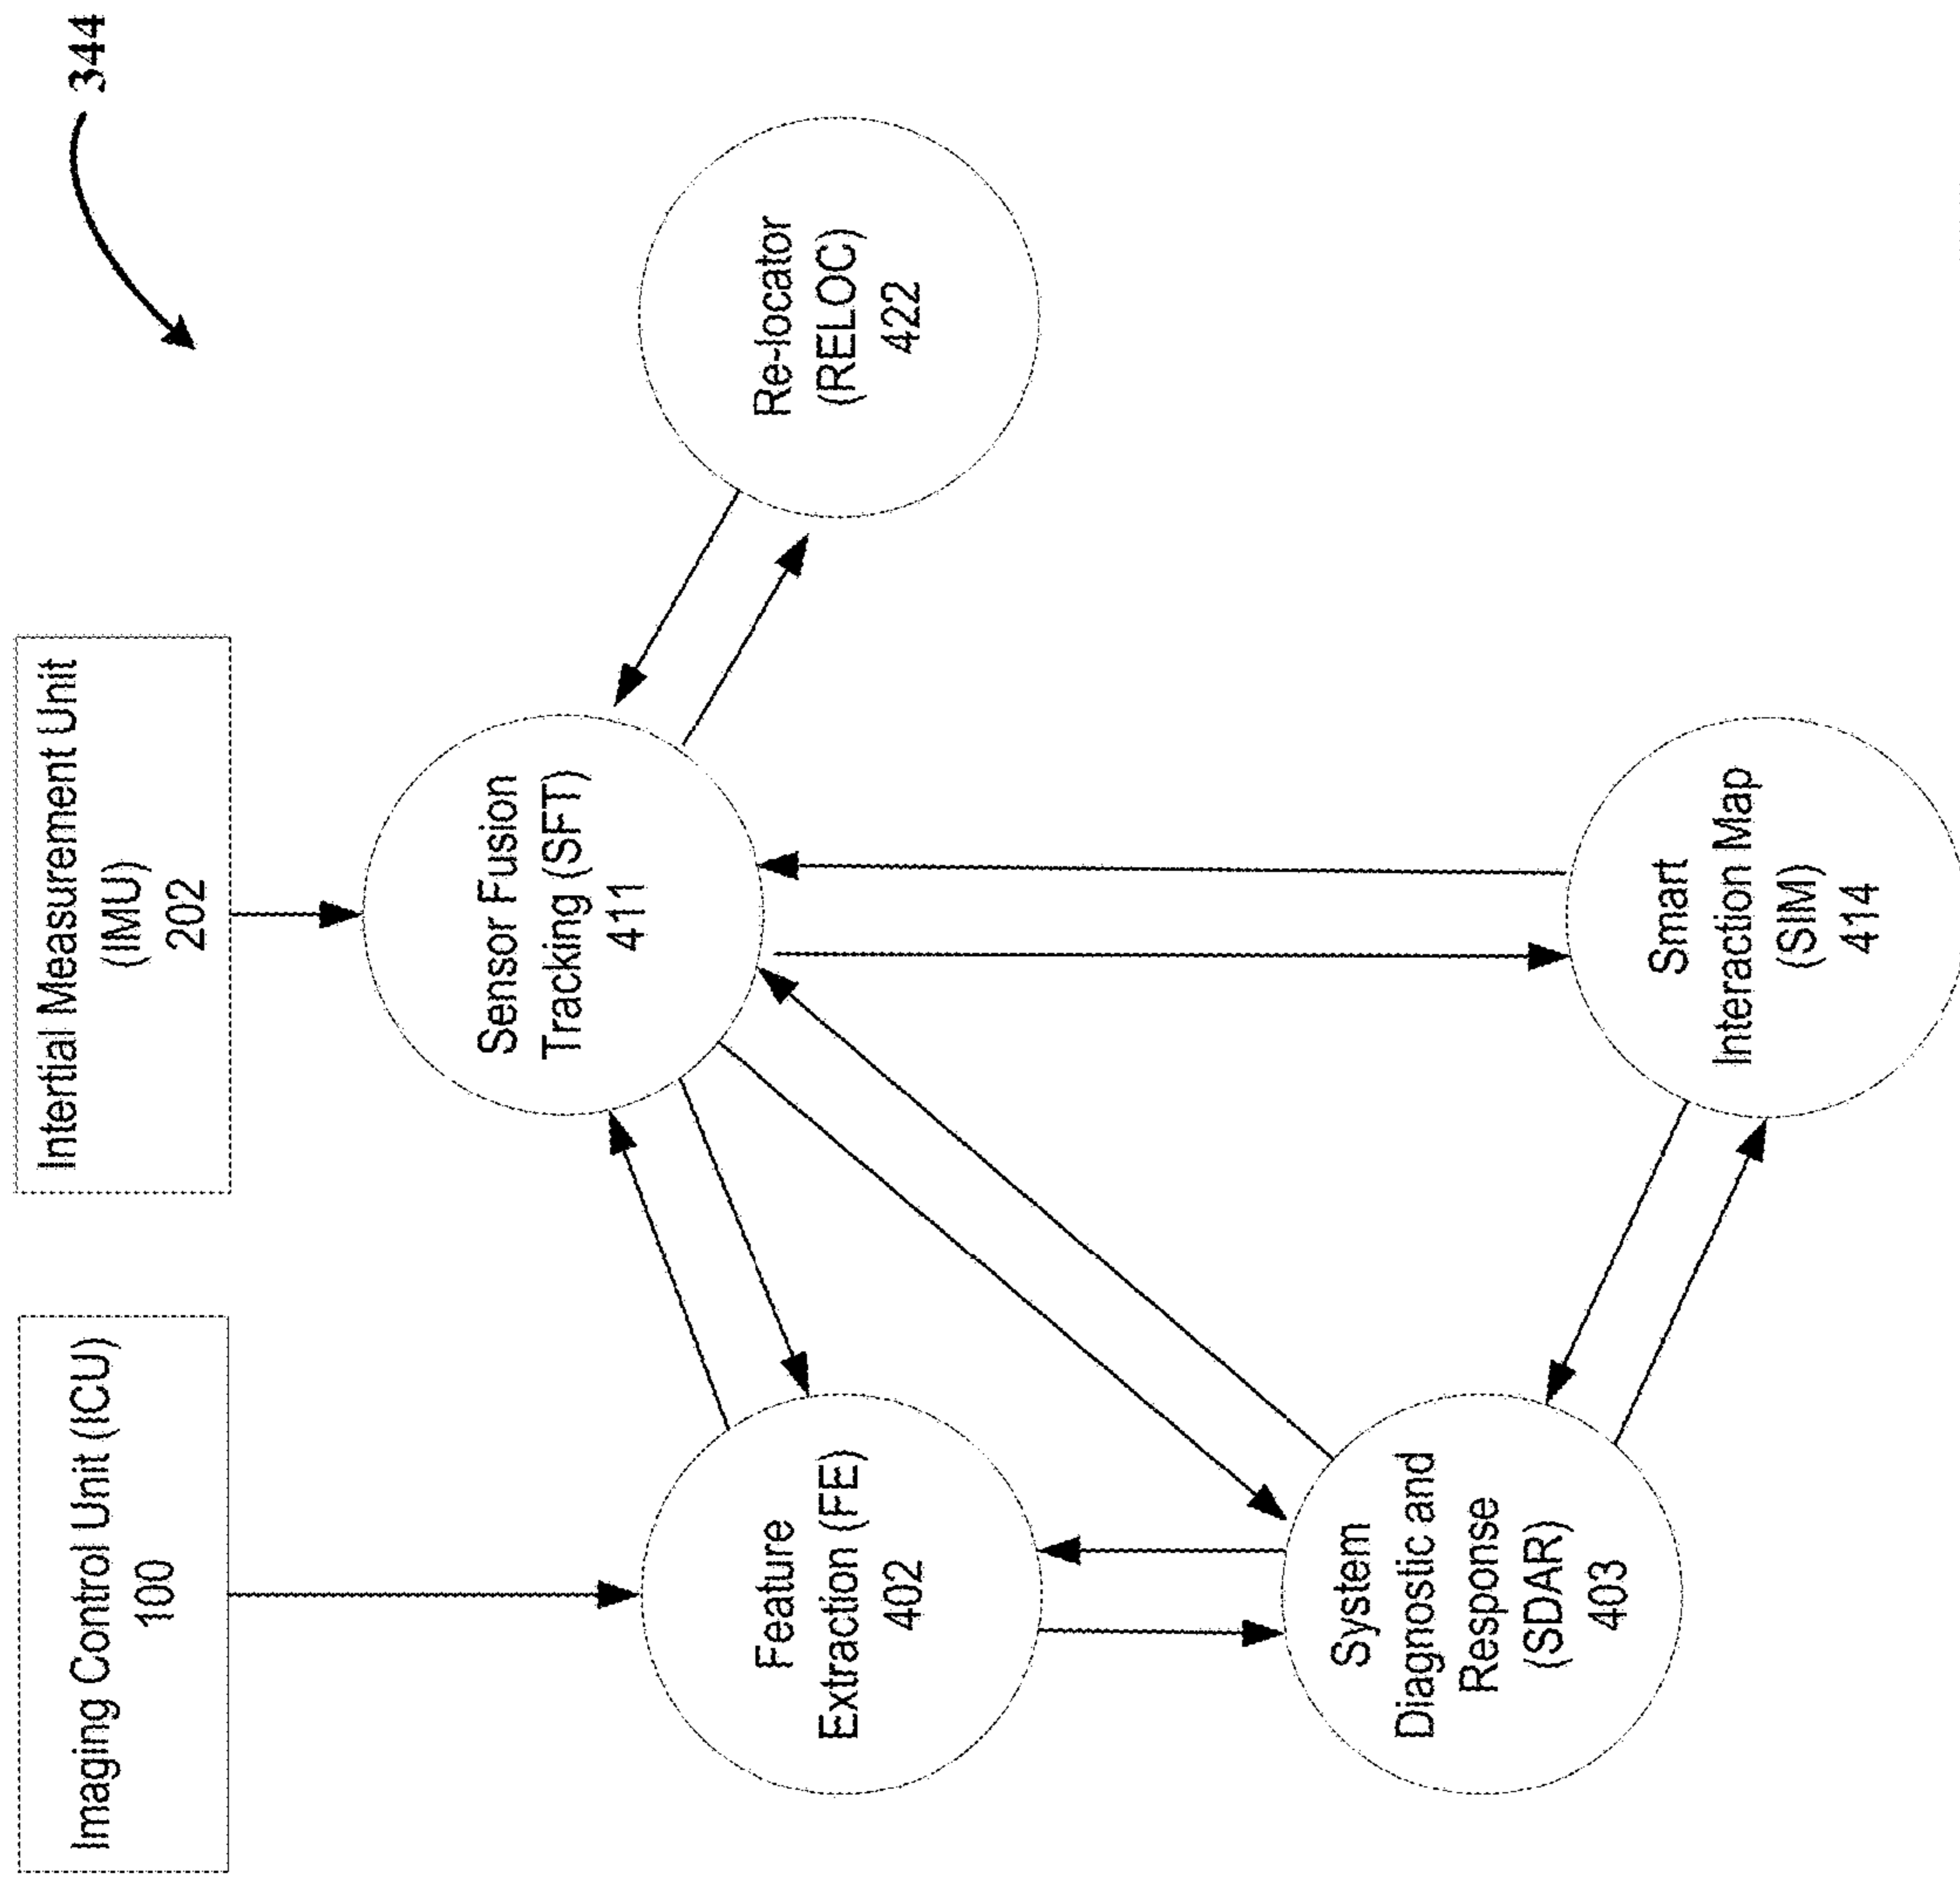 344
Imaging Control Unit (ICU)
100
Intertial Measurement Unit
(IMU)
202
Feature
Extraction (FE)
402
Sensor Fusion
Tracking (SFT)
411
Re-locator
(RELOC)
422
System
Diagnostic and
Response
(SDAR)
403
Smart
Interaction Map
(SIM)
414